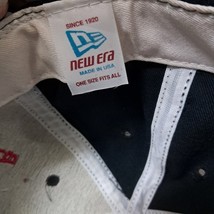 SINCE 1920
NEW ERA
MADE IN USA
ONE SIZE FITS ALL